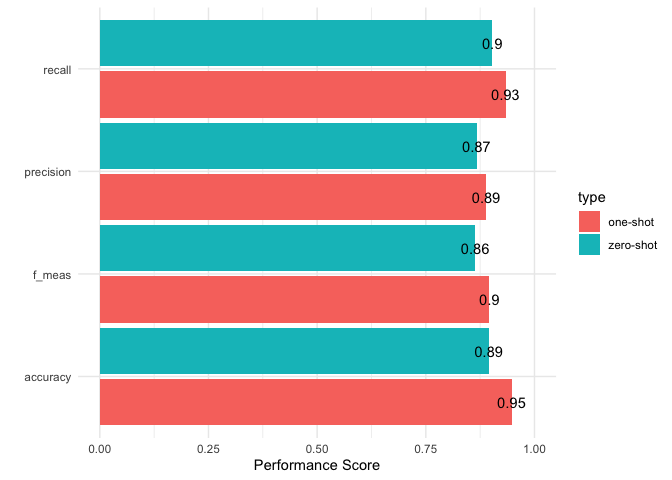 0.9
recall
0.93
0.87
precision
0.89
type
one-shot
zero-shot
0.86
f_meas
0.9
0.89
accuracy
0.95
0.00 0.25 0.50 0.75 1.00
Performance Score